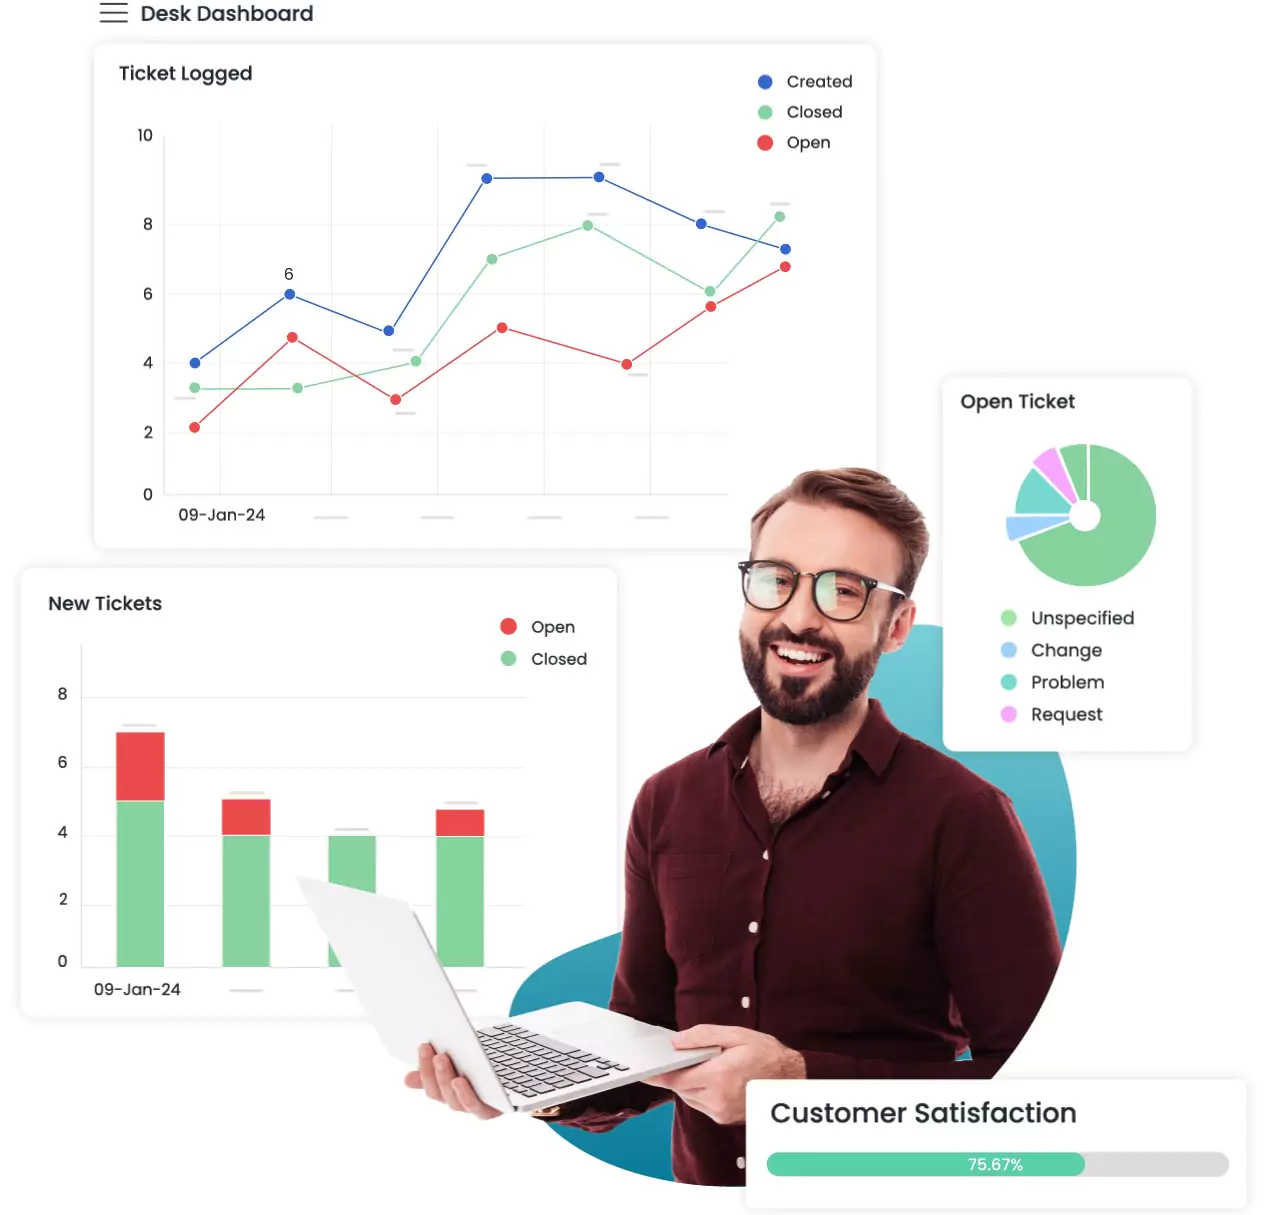 Desk Dashboard
Ticket Logged
Created
Closed
Open
10
8
6
4
2
0
6
09-Jan-24
Open Ticket
Unspecified
Change
Problem
Request
New Tickets
Open
Closed
8
6
4
2
0
09-Jan-24
Customer Satisfaction
75.67%